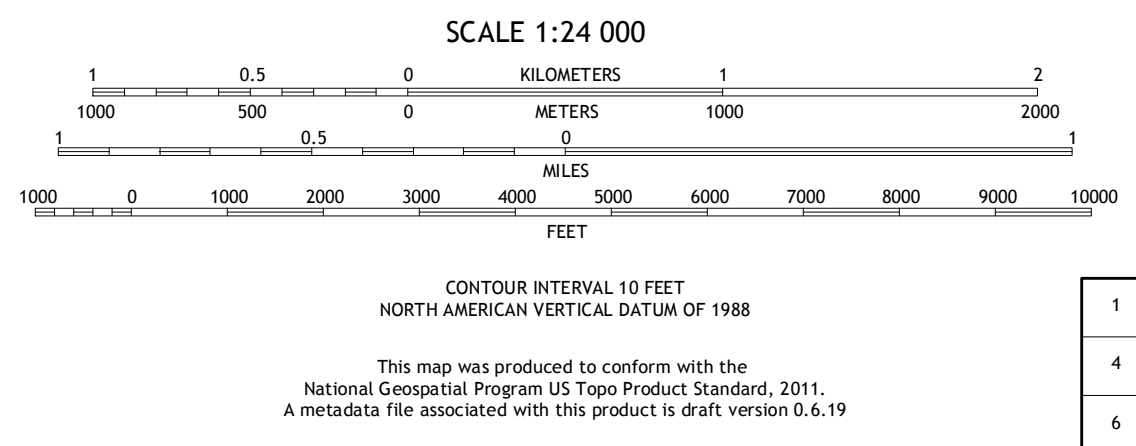 SCALE 1:24 000
1 0.5 0 KILOMETERS 1 2
1000 500 0 METERS 1000 2000
1 0.5 0 1
MILES
1000 0 1000 2000 3000 4000 5000 6000 7000 8000 9000 10000
FEET
CONTOUR INTERVAL 10 FEET
NORTH AMERICAN VERTICAL DATUM OF 1988
This map was produced to conform with the
National Geospatial Program US Topo Product Standard, 2011.
A metadata file associated with this product is draft version 0.6.19
1
4
6